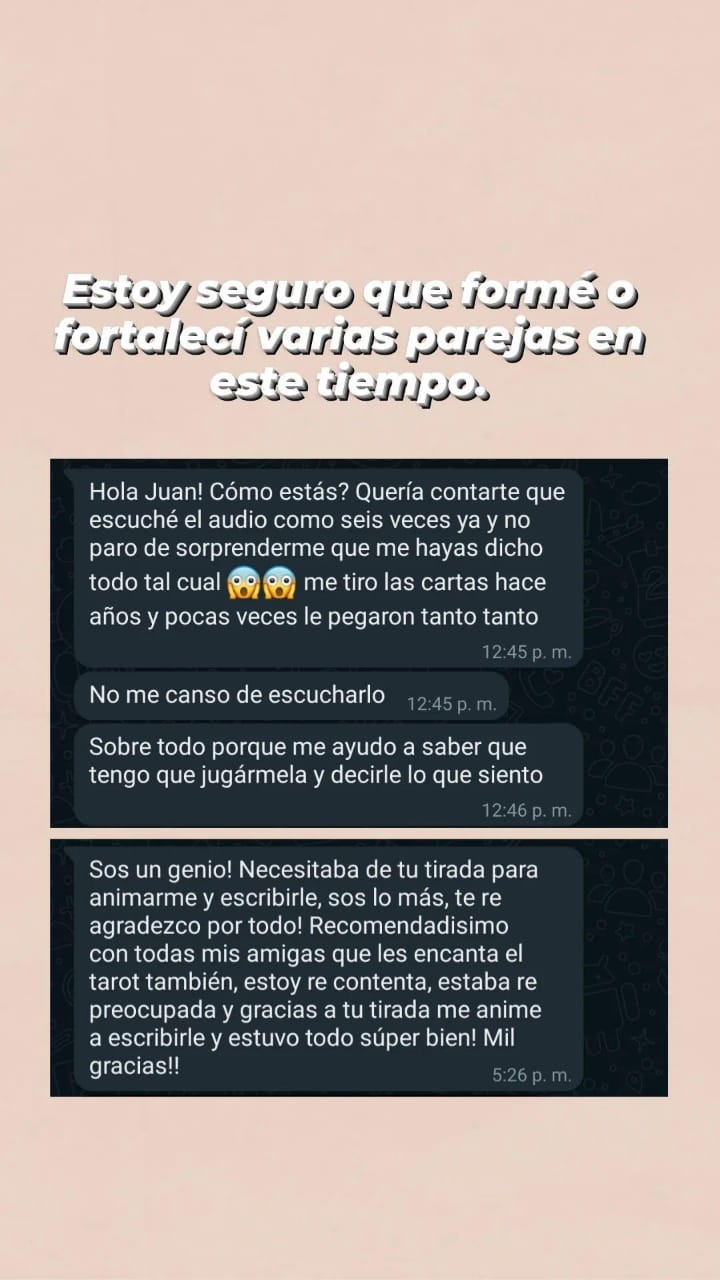 Estoy seguro que formé o
fortalecí varias parejas en
este tiempo.
Hola Juan! Cómo estás? Quería contarte que
escuché el audio como seis veces ya y no
paro de sorprenderme que me hayas dicho
todo tal cual 😱😱 me tiro las cartas hace
años y pocas veces le pegaron tanto tanto
12:45 p. m.
No me canso de escucharlo 12:45 p. m.
Sobre todo porque me ayudo a saber que
tengo que jugármela y decirle lo que siento
12:46 p. m.
Sos un genio! Necesitaba de tu tirada para
animarme y escribirle, sos lo más, te re
agradezco por todo! Recomendadisimo
con todas mis amigas que les encanta el
tarot también, estoy re contenta, estaba re
preocupada y gracias a tu tirada me anime
a escribirle y estuvo todo súper bien! Mil
gracias!! 5:26 p. m.